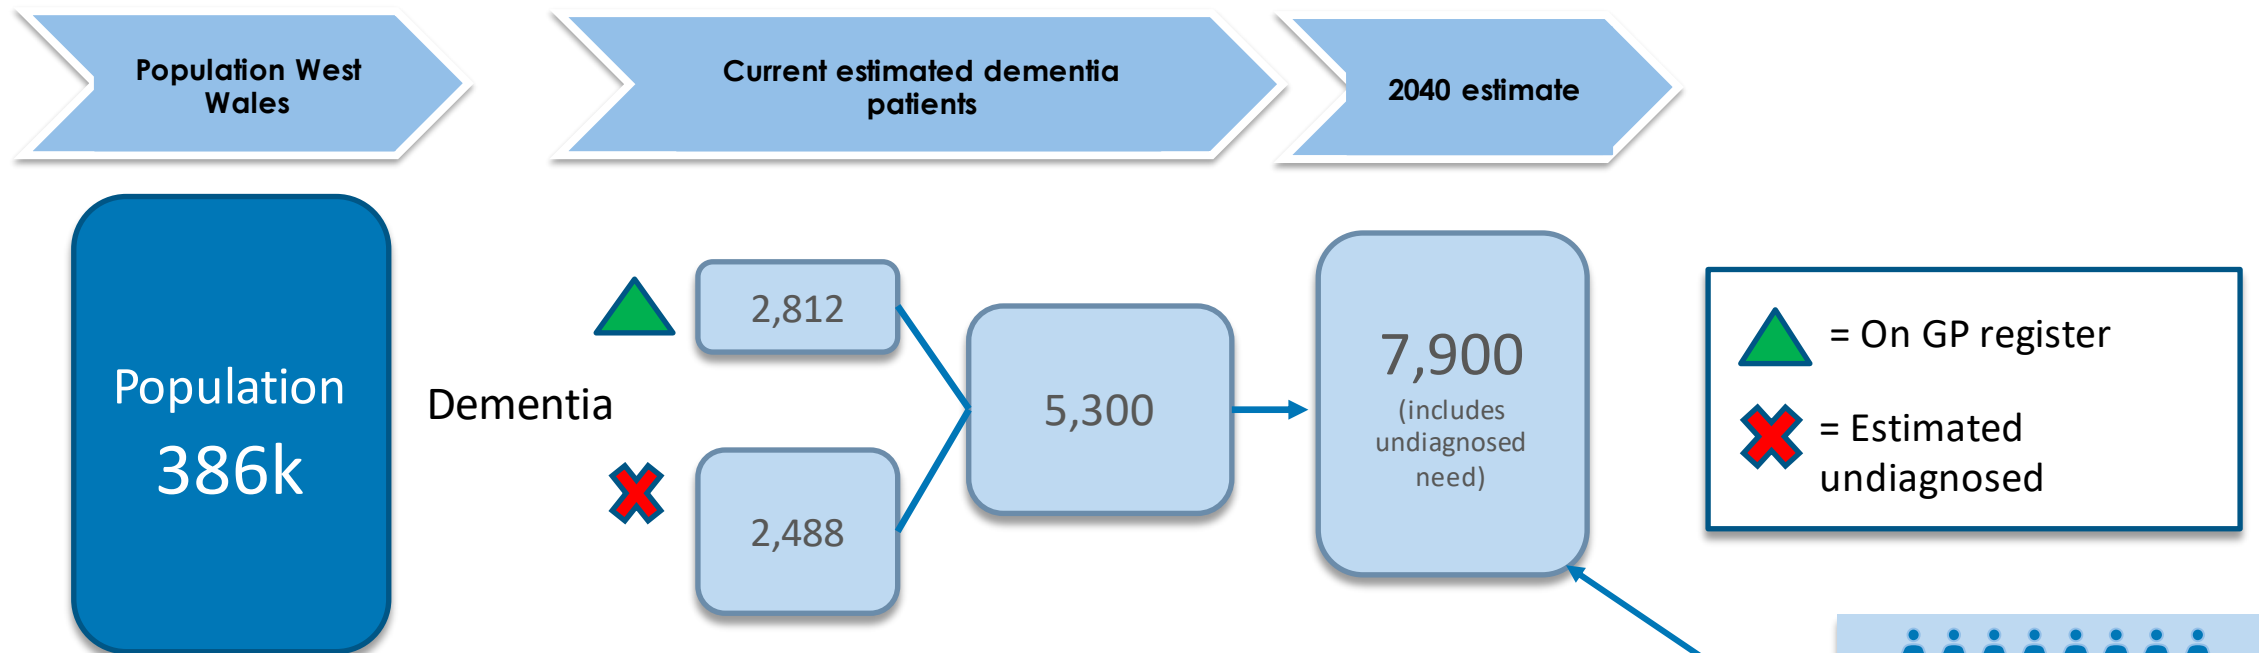 Population West
Wales
Current estimated dementia
patients
2040 estimate
Population
386k
Dementia
2,812
2,488
5,300
7,900
(includes
undiagnosed
need)
= On GP register
= Estimated
undiagnosed